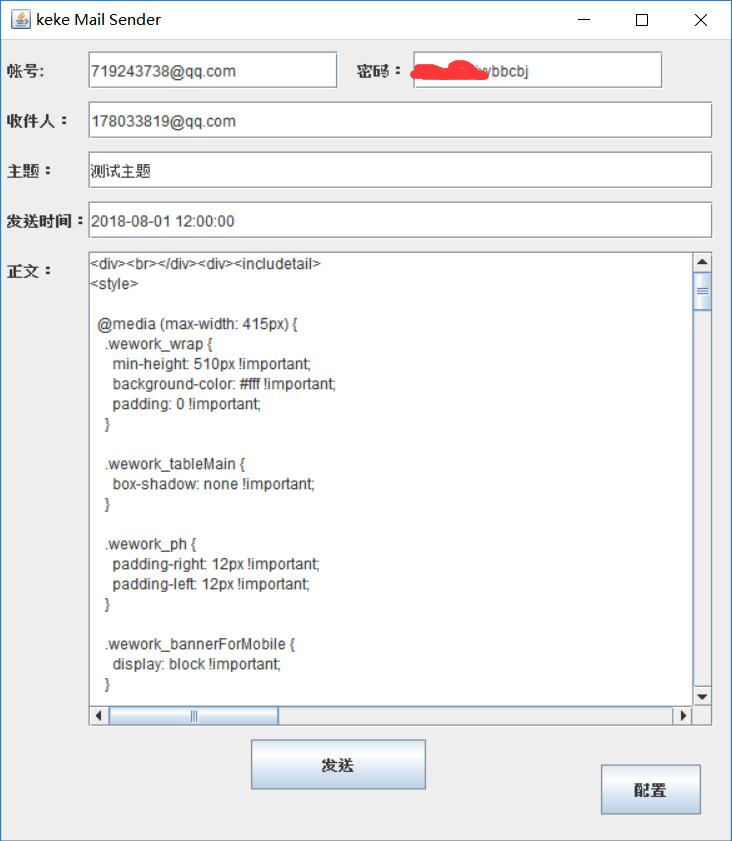 keke Mail Sender
帐号: 719243738@qq.com 密码：
收件人： 178033819@qq.com
主题： 测试主题
发送时间： 2018-08-01 12:00:00
正文：
<div><br></div><div><includetail>
<style>
@media (max-width: 415px) {
.wework_wrap {
min-height: 510px !important;
background-color: #fff !important;
padding: 0 !important;
}
.wework_tableMain {
box-shadow: none !important;
}
.wework_ph {
padding-right: 12px !important;
padding-left: 12px !important;
}
.wework_bannerForMobile {
display: block !important;
}
发送
配置